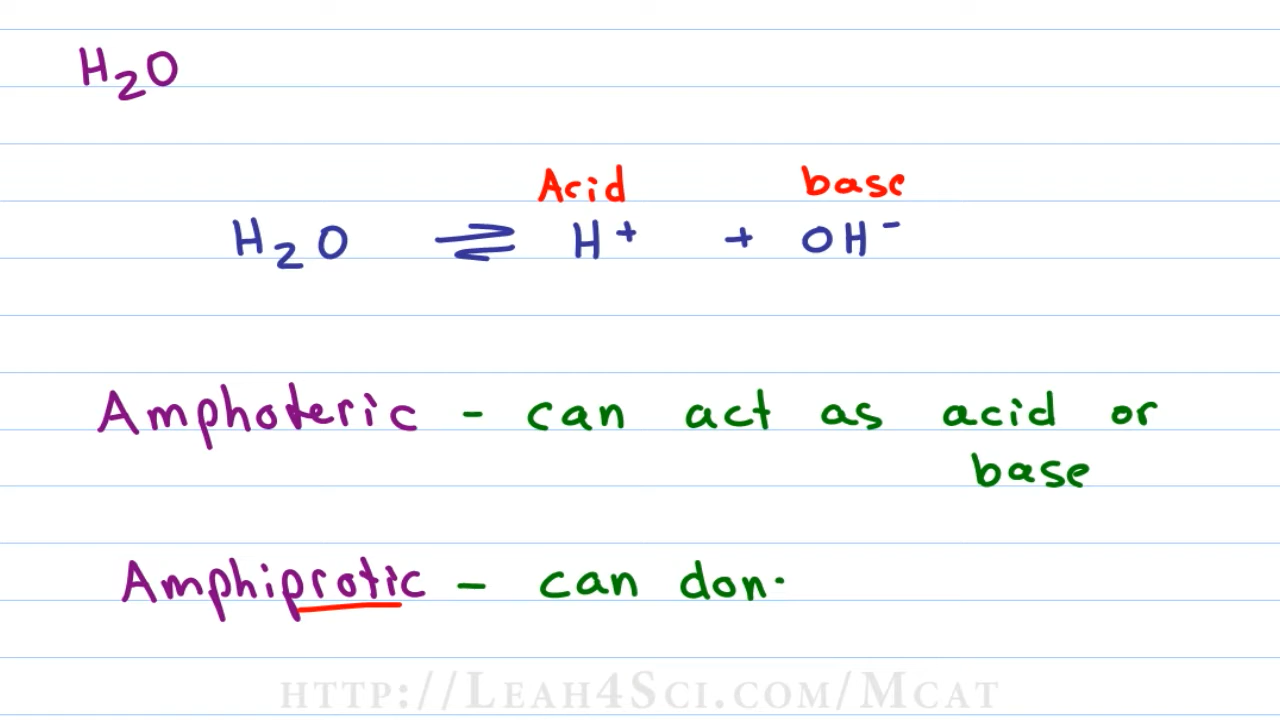 H₂O
Acid base
H₂O ⇌ H⁺ + OH⁻
Amphoteric - can act as acid or
base
Amphiprotic - can don
HTTP://LEAH4SCI.COM/MCAT